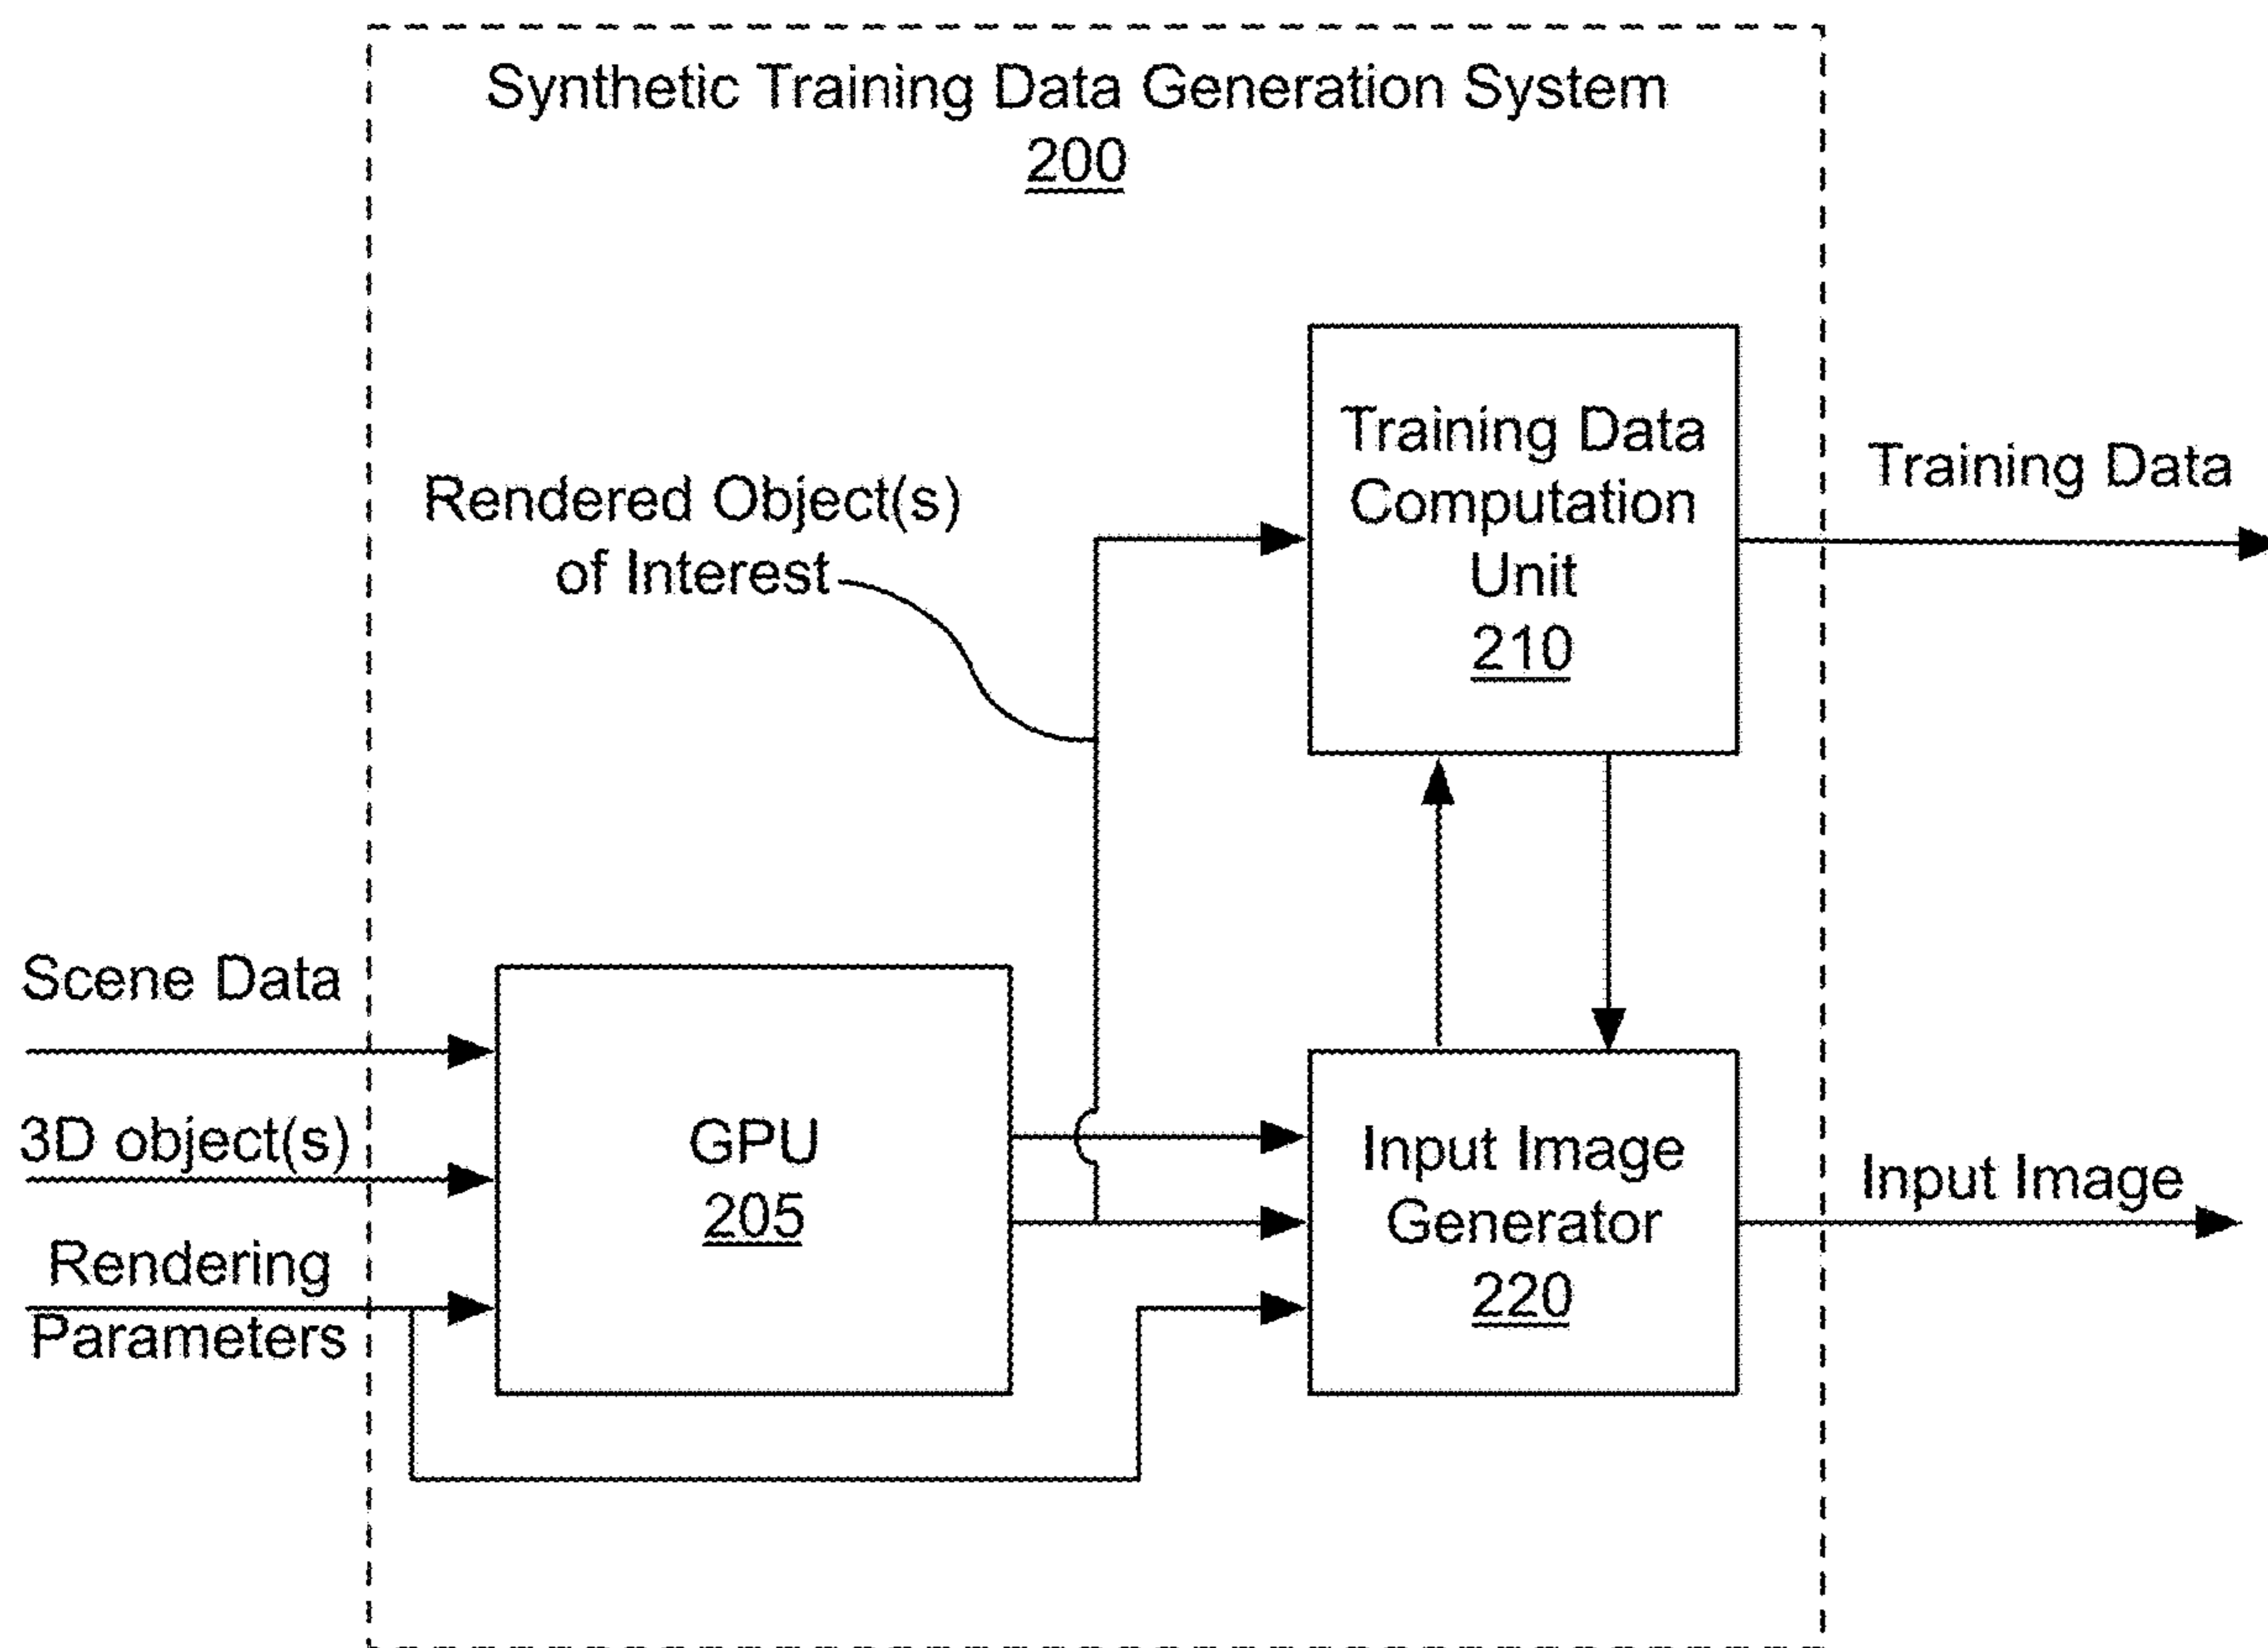 Synthetic Training Data Generation System
200
Training Data
Computation
Unit
210
Training Data
Rendered Object(s)
of Interest
Scene Data
3D object(s)
Rendering
Parameters
GPU
205
Input Image
Generator
220
Input Image